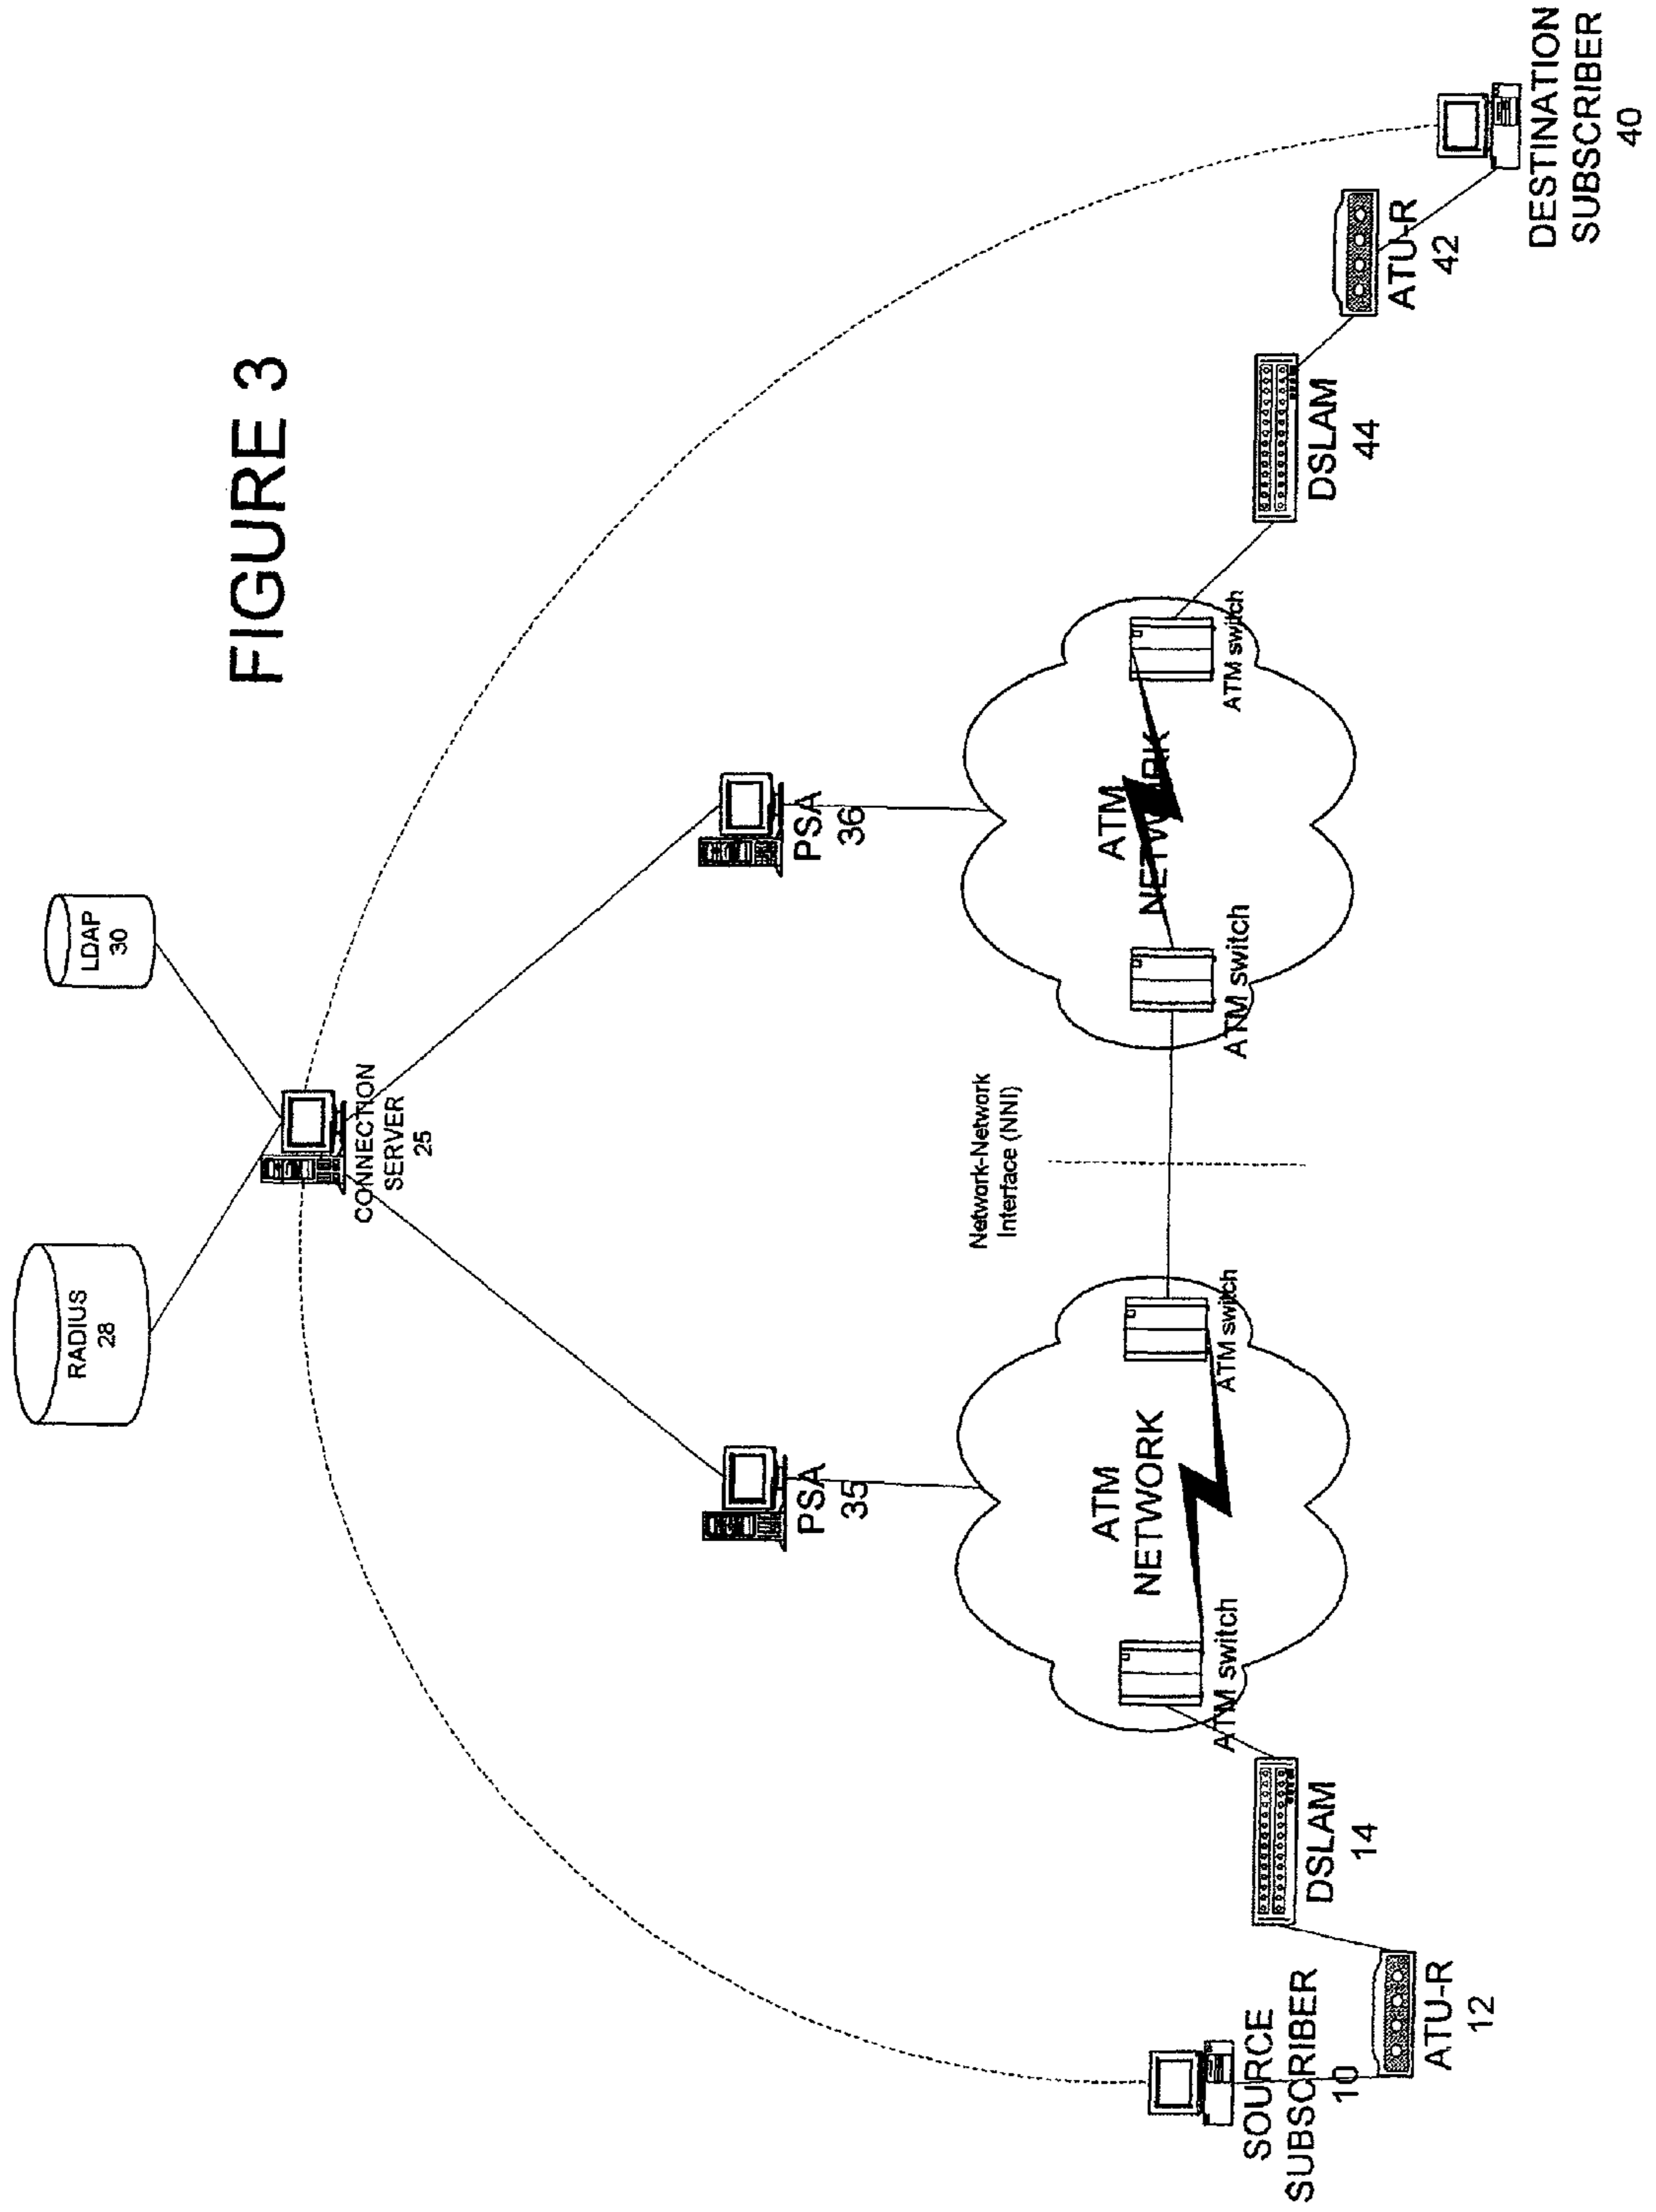 FIGURE 3
RADIUS
28
LDAP
30
CONNECTION
SERVER
25
PSA
35
PSA
36
Network-Network
Interface (NNI)
ATM
NETWORK
ATM switch
ATM switch
ATM
NETWORK
ATM switch
ATM switch
SOURCE
SUBSCRIBER
10
ATU-R
12
DSLAM
14
DSLAM
44
ATU-R
42
DESTINATION
SUBSCRIBER
40